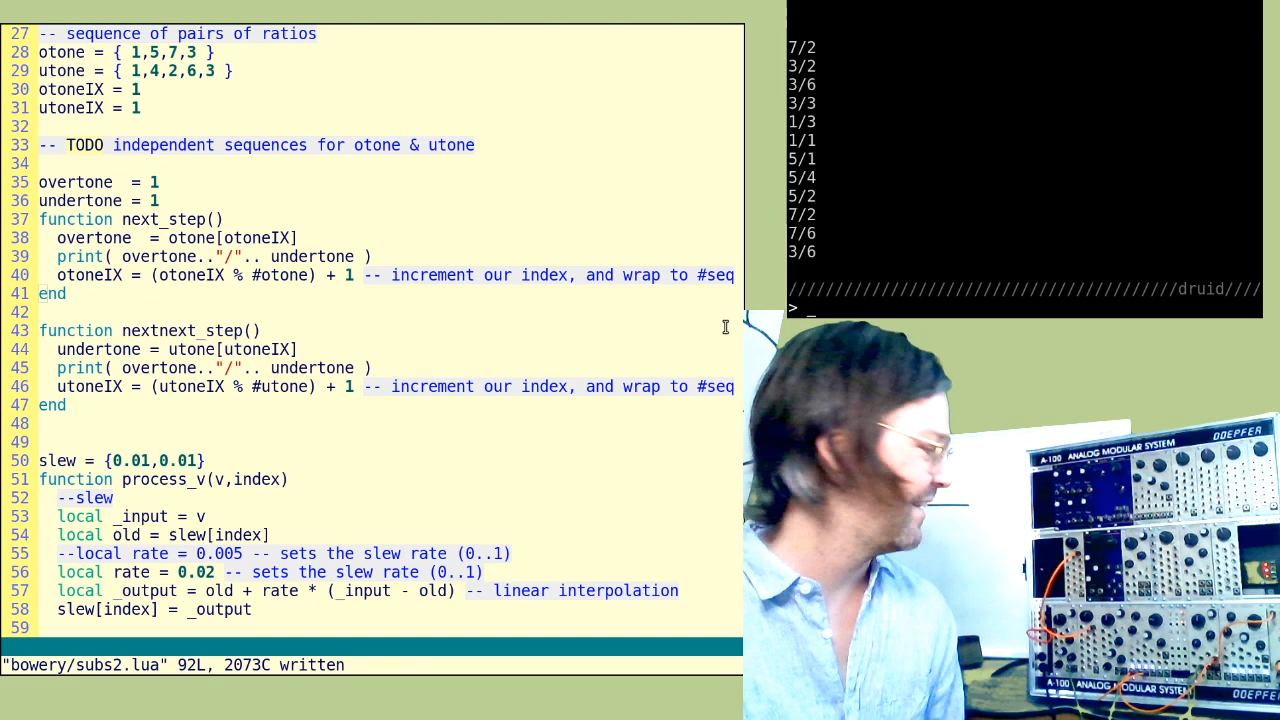 27 -- sequence of pairs of ratios
28 otone = { 1,5,7,3 }
29 utone = { 1,4,2,6,3 }
30 otoneIX = 1
31 utoneIX = 1
32
33 -- TODO independent sequences for otone & utone
34
35 overtone  = 1
36 undertone = 1
37 function next_step()
38   overtone  = otone[otoneIX]
39   print( overtone.."/".. undertone )
40   otoneIX = (otoneIX % #otone) + 1 -- increment our index, and wrap to #seq
41 end
42
43 function nextnext_step()
44   undertone = utone[utoneIX]
45   print( overtone.."/".. undertone )
46   utoneIX = (utoneIX % #utone) + 1 -- increment our index, and wrap to #seq
47 end
48
49
50 slew = {0.01,0.01}
51 function process_v(v,index)
52   --slew
53   local _input = v
54   local old = slew[index]
55   --local rate = 0.005 -- sets the slew rate (0..1)
56   local rate = 0.02 -- sets the slew rate (0..1)
57   local _output = old + rate * (_input - old) -- linear interpolation
58   slew[index] = _output
59
"bowery/subs2.lua" 92L, 2073C written
7/2
3/2
3/6
3/3
1/3
1/1
5/1
5/4
5/2
7/2
7/6
3/6
//////////////////////////////////////////druid////
> _
A-100 ANALOG MODULAR SYSTEM DOEPFER
A-100 ANALOG MODULAR SYSTEM DOEPFER